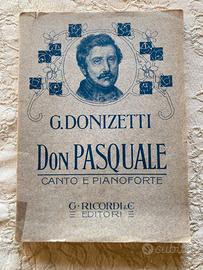 G. DONIZETTI
DON PASQUALE
CANTO E PIANOFORTE
G. RICORDI & C.
EDITORI
Subito